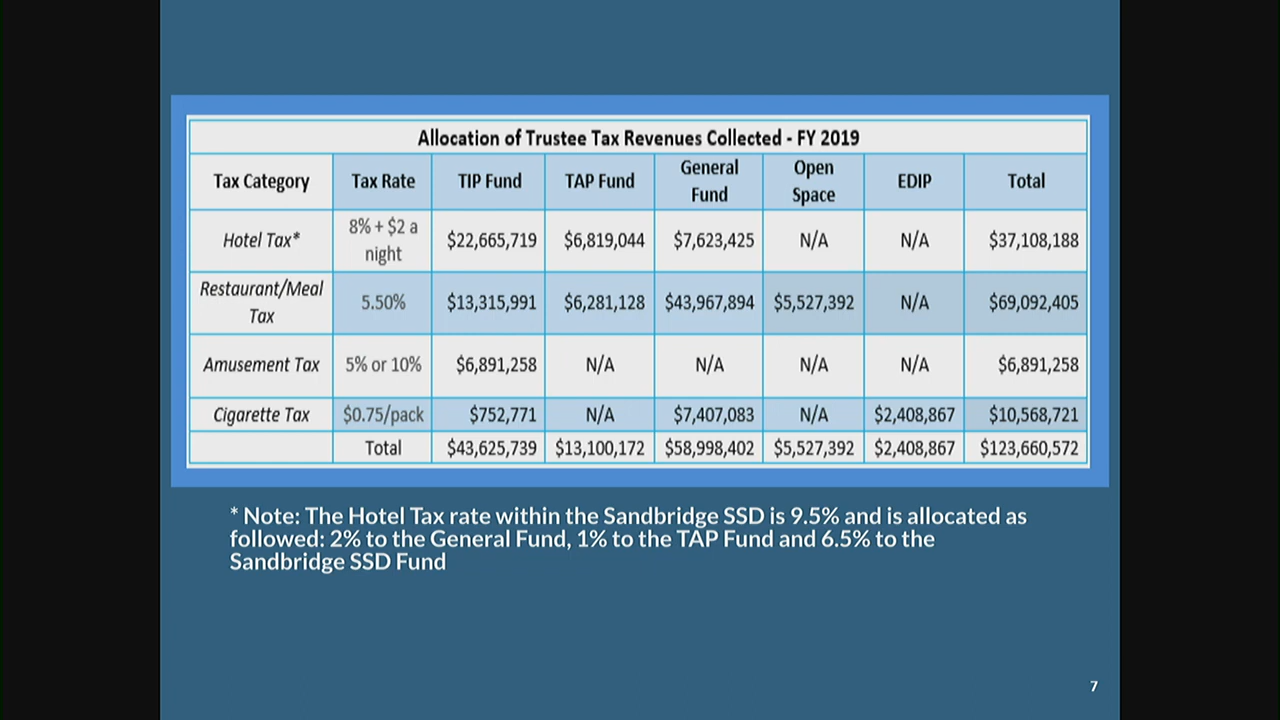 Allocation of Trustee Tax Revenues Collected - FY 2019
Tax Category Tax Rate TIP Fund TAP Fund General Fund Open Space EDIP Total
Hotel Tax* 8% + $2 a night $22,665,719 $6,819,044 $7,623,425 N/A N/A $37,108,188
Restaurant/Meal Tax 5.50% $13,315,991 $6,281,128 $43,967,894 $5,527,392 N/A $69,092,405
Amusement Tax 5% or 10% $6,891,258 N/A N/A N/A N/A $6,891,258
Cigarette Tax $0.75/pack $752,771 N/A $7,407,083 N/A $2,408,867 $10,568,721
Total $43,625,739 $13,100,172 $58,998,402 $5,527,392 $2,408,867 $123,660,572
* Note: The Hotel Tax rate within the Sandbridge SSD is 9.5% and is allocated as
followed: 2% to the General Fund, 1% to the TAP Fund and 6.5% to the
Sandbridge SSD Fund
7